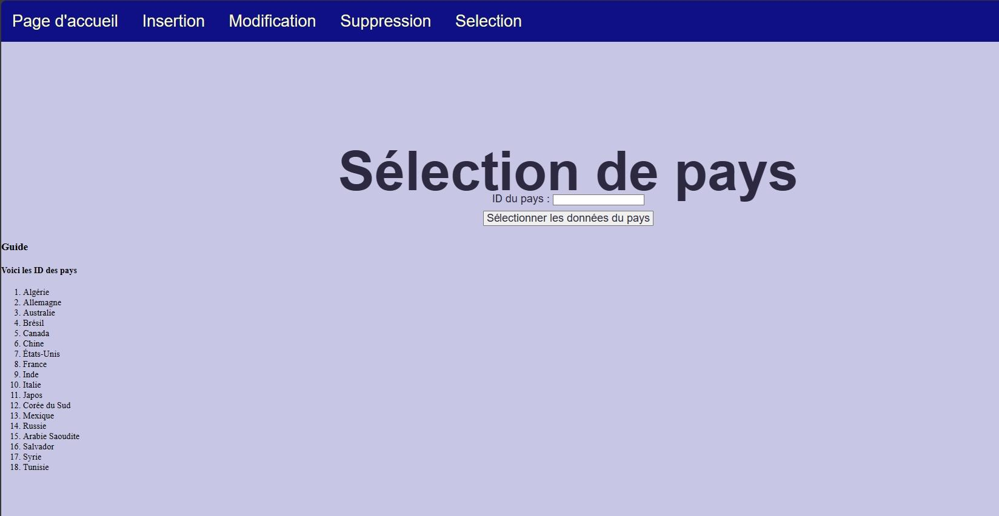 Page d'accueil Insertion Modification Suppression Selection
Sélection de pays
ID du pays :
Sélectionner les données du pays
Guide
Voici les ID des pays
1. Algérie
2. Allemagne
3. Australie
4. Brésil
5. Canada
6. Chine
7. États-Unis
8. France
9. Inde
10. Italie
11. Japos
12. Corée du Sud
13. Mexique
14. Russie
15. Arabie Saoudite
16. Salvador
17. Syrie
18. Tunisie